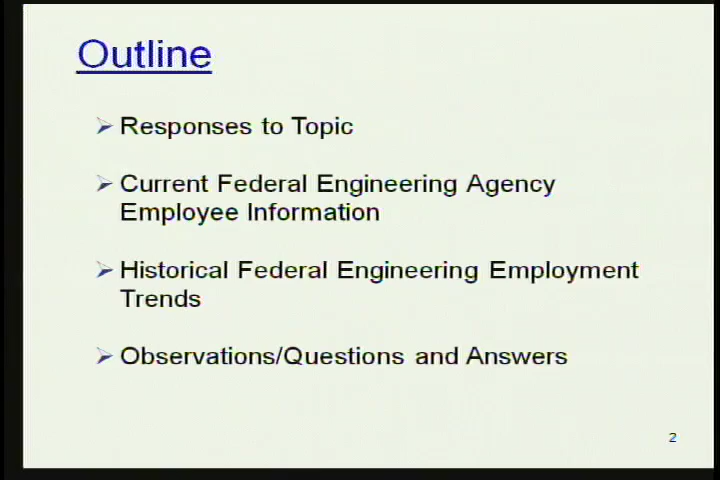 Outline
Responses to Topic
Current Federal Engineering Agency
Employee Information
Historical Federal Engineering Employment
Trends
Observations/Questions and Answers
2